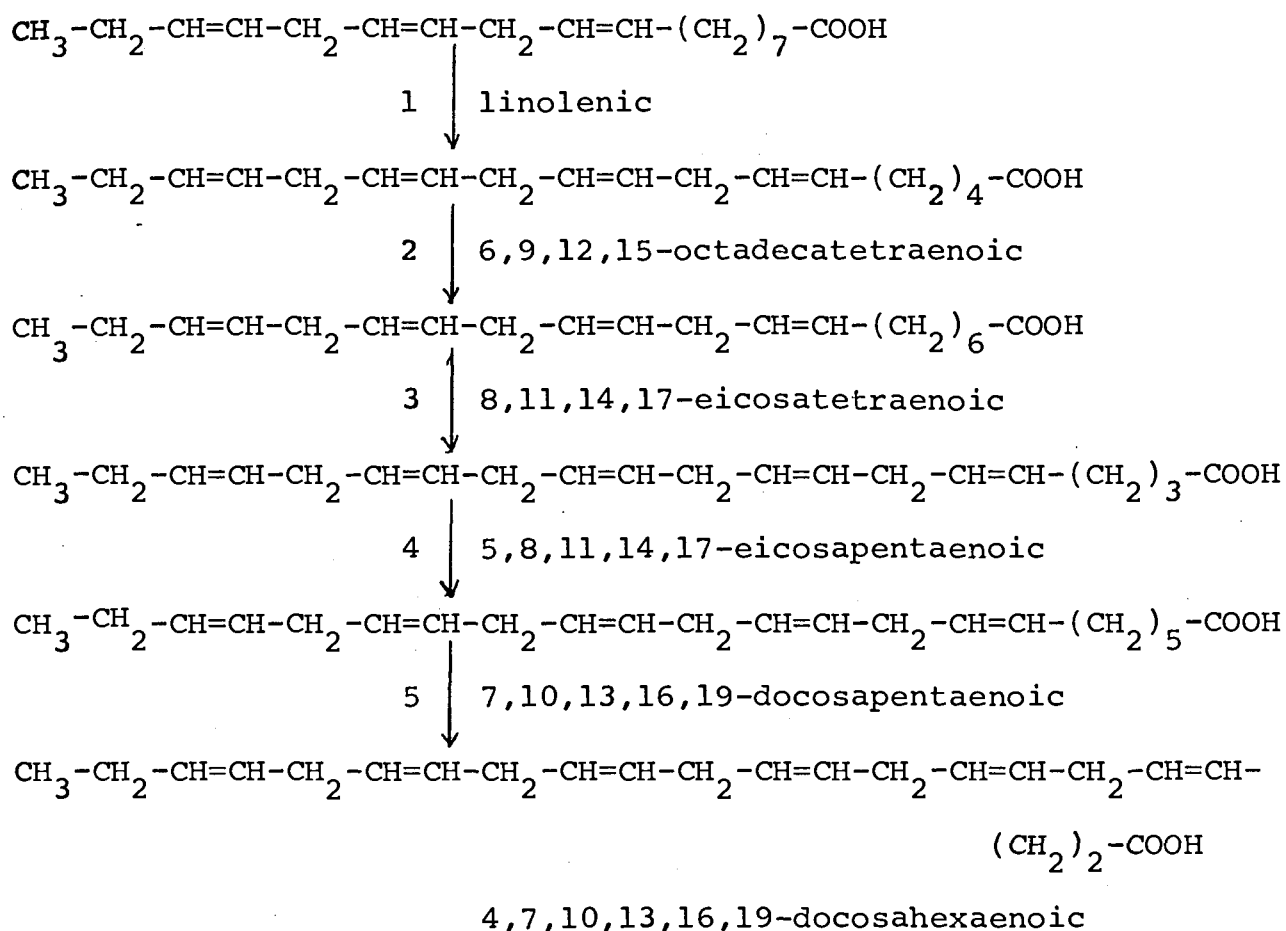 CH₃-CH₂-CH=CH-CH₂-CH=CH-CH₂-CH=CH-(CH₂)₇-COOH
1 linolenic
CH₃-CH₂-CH=CH-CH₂-CH=CH-CH₂-CH=CH-CH₂-CH=CH-(CH₂)₄-COOH
2 6,9,12,15-octadecatetraenoic
CH₃-CH₂-CH=CH-CH₂-CH=CH-CH₂-CH=CH-CH₂-CH=CH-(CH₂)₆-COOH
3 8,11,14,17-eicosatetraenoic
CH₃-CH₂-CH=CH-CH₂-CH=CH-CH₂-CH=CH-CH₂-CH=CH-CH₂-CH=CH-(CH₂)₃-COOH
4 5,8,11,14,17-eicosapentaenoic
CH₃-CH₂-CH=CH-CH₂-CH=CH-CH₂-CH=CH-CH₂-CH=CH-CH₂-CH=CH-(CH₂)₅-COOH
5 7,10,13,16,19-docosapentaenoic
CH₃-CH₂-CH=CH-CH₂-CH=CH-CH₂-CH=CH-CH₂-CH=CH-CH₂-CH=CH-CH₂-CH=CH-
(CH₂)₂-COOH
4,7,10,13,16,19-docosahexaenoic